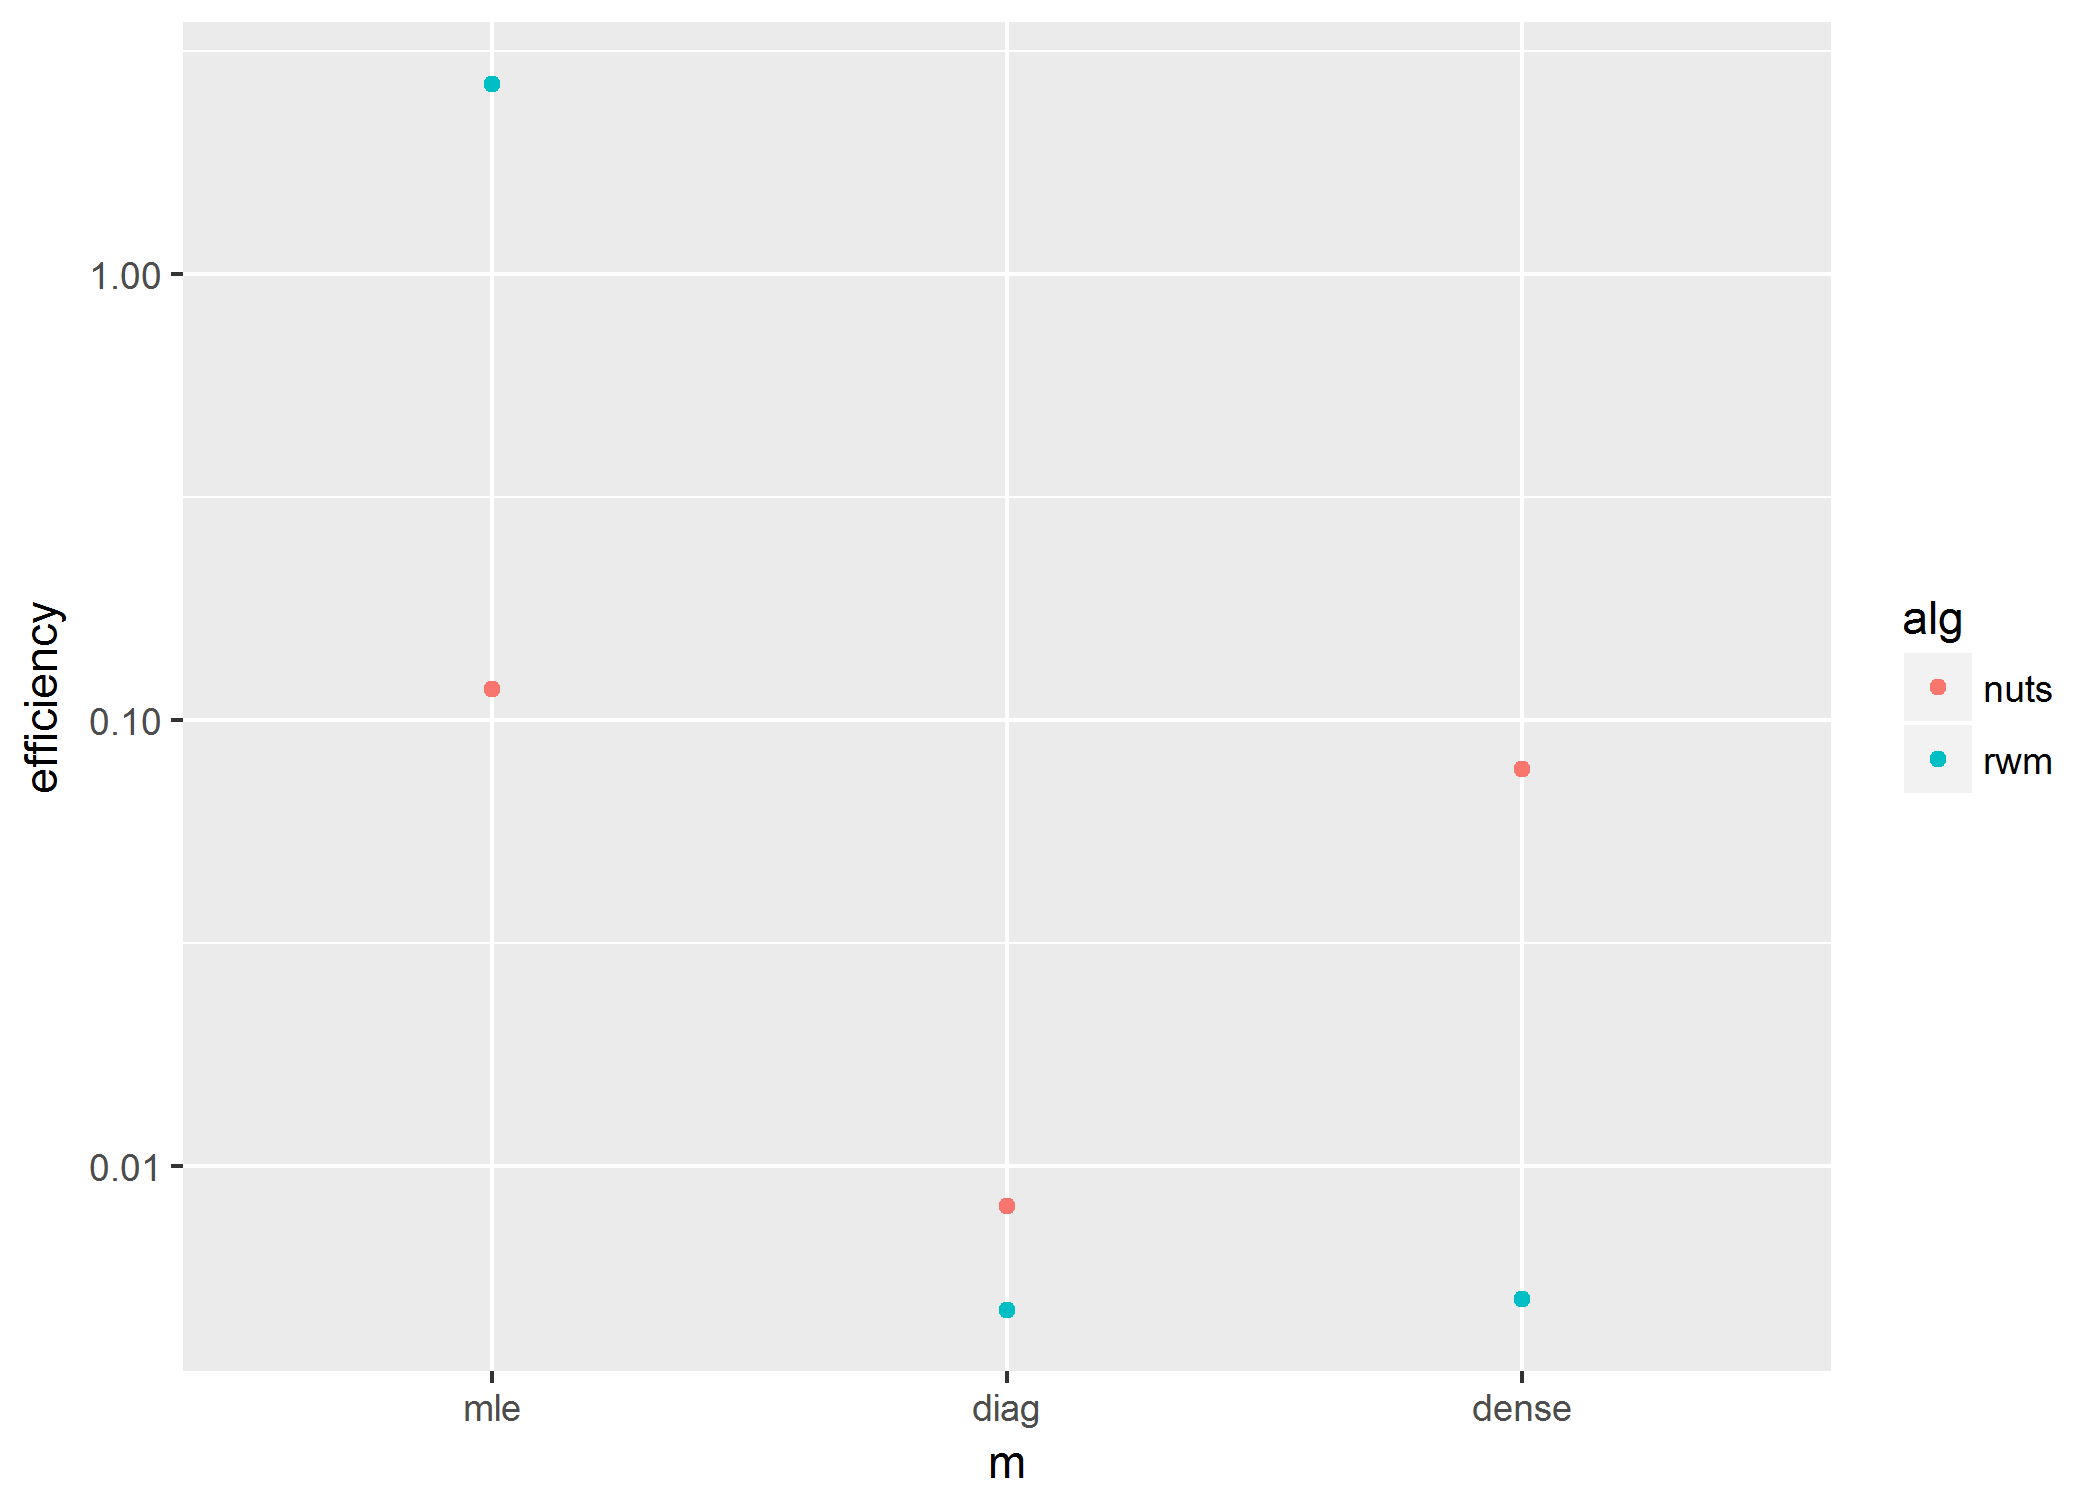 efficiency
1.00
0.10
0.01
mle
diag
dense
m
alg
nuts
rwm